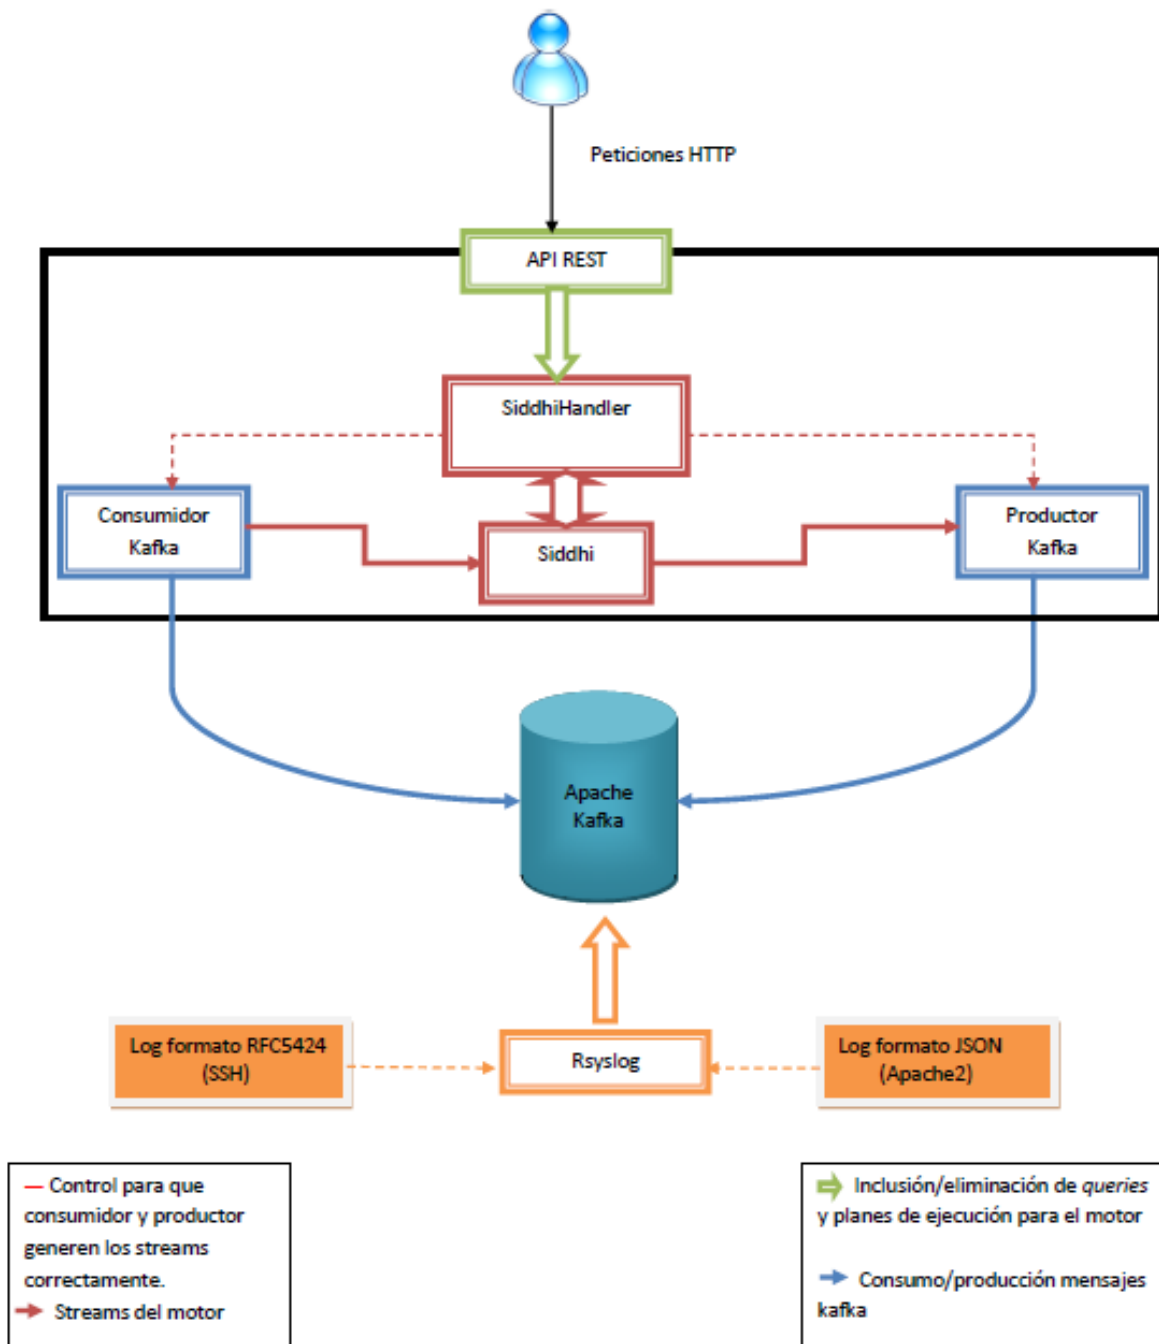 Peticiones HTTP
API REST
SiddhiHandler
Consumidor
Kafka
Siddhi
Productor
Kafka
Apache
Kafka
Log formato RFC5424
(SSH)
Rsyslog
Log formato JSON
(Apache2)
Control para que
consumidor y productor
generen los streams
correctamente.
Streams del motor
Inclusión/eliminación de queries
y planes de ejecución para el motor
Consumo/producción mensajes
kafka